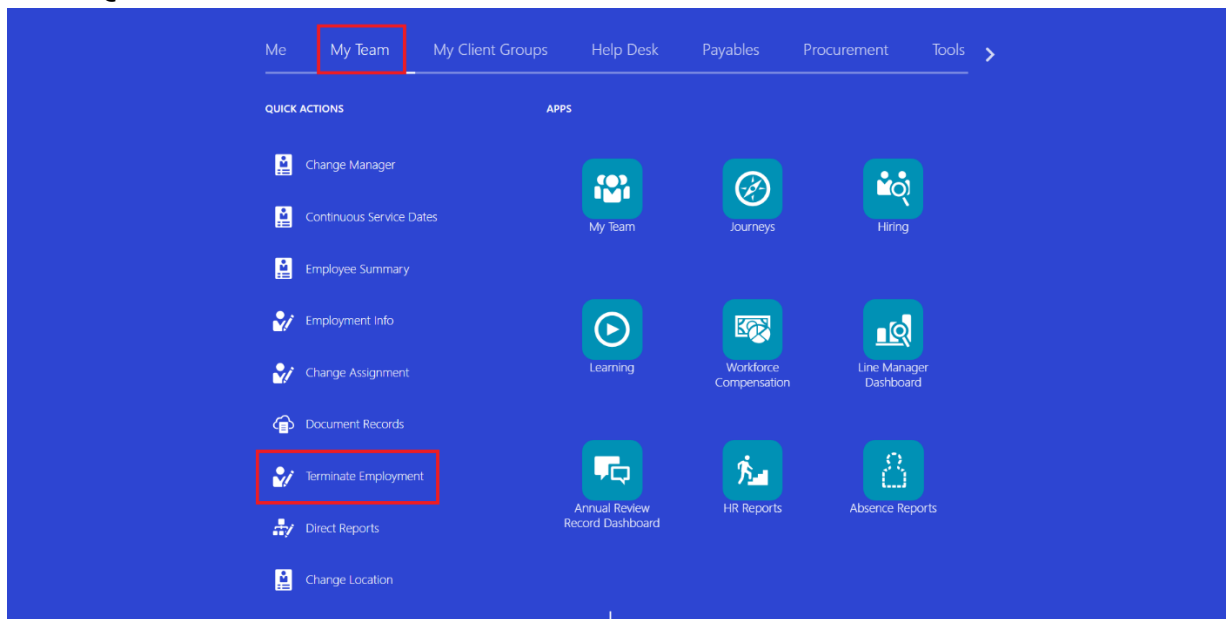 Me
My Team
My Client Groups
Help Desk
Payables
Procurement
Tools
QUICK ACTIONS
Change Manager
Continuous Service Dates
Employee Summary
Employment Info
Change Assignment
Document Records
Terminate Employment
Direct Reports
Change Location
APPS
My Team
Journeys
Hiring
Learning
Workforce
Compensation
Line Manager
Dashboard
Annual Review
Record Dashboard
HR Reports
Absence Reports